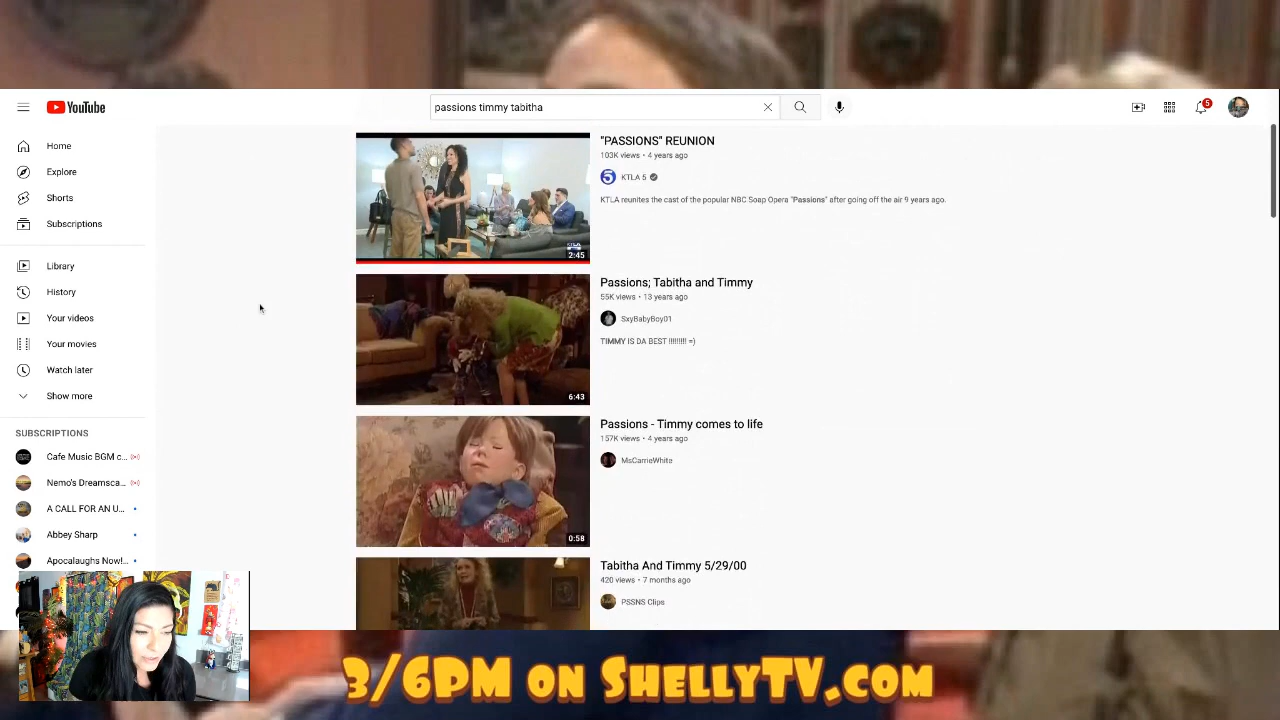 YouTube
passions timmy tabitha
5
Home
Explore
Shorts
Subscriptions
Library
History
Your videos
Your movies
Watch later
Show more
SUBSCRIPTIONS
Cafe Music BGM c...
Nemo's Dreamsca...
A CALL FOR AN U...
Abbey Sharp
Apocalaughs Now!...
2:45
"PASSIONS" REUNION
103K views • 4 years ago
5 KTLA 5
KTLA reunites the cast of the popular NBC Soap Opera "Passions" after going off the air 9 years ago.
6:43
Passions; Tabitha and Timmy
55K views • 13 years ago
SxyBabyBoy01
TIMMY IS DA BEST !!!!!!!!! =)
0:58
Passions - Timmy comes to life
157K views • 4 years ago
MsCarrieWhite
Tabitha And Timmy 5/29/00
420 views • 7 months ago
PSSNS Clips
3/6PM ON SHELLYTV.COM